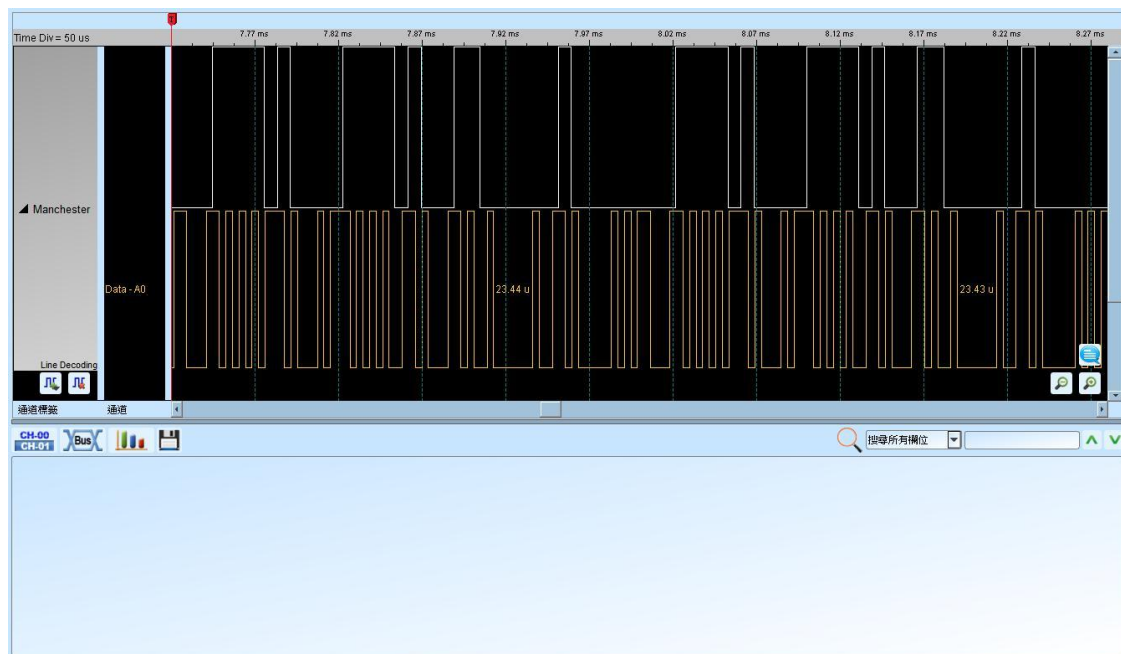 T
Time Div = 50 us
7.77 ms 7.82 ms 7.87 ms 7.92 ms 7.97 ms 8.02 ms 8.07 ms 8.12 ms 8.17 ms 8.22 ms 8.27 ms
Manchester
Data - A0
23.44 u
23.43 u
Line Decoding
通道標籤 通道
CH-00
CH-01
Bus
搜尋所有欄位